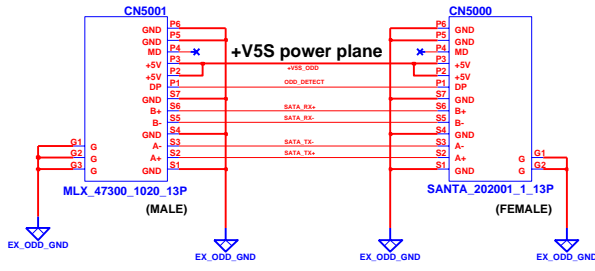 CN5001 CN5000
GND P6 P6 GND
GND P5 P5 GND
MD P4 +V5S power plane P4 MD
+5V P3 +V5S_ODD P3 +5V
+5V P2 P2 +5V
DP P1 ODD_DETECT P1 DP
GND S7 S7 GND
B+ S6 SATA_RX+ S6 B+
B- S5 SATA_RX- S5 B-
GND S4 S4 GND
G1 G A- S3 SATA_TX- S3 A- G1
G2 G A+ S2 SATA_TX+ S2 A+ G
G3 G GND S1 S1 GND G G2
MLX_47300_1020_13P SANTA_202001_1_13P
(MALE) (FEMALE)
EX_ODD_GND EX_ODD_GND EX_ODD_GND EX_ODD_GND